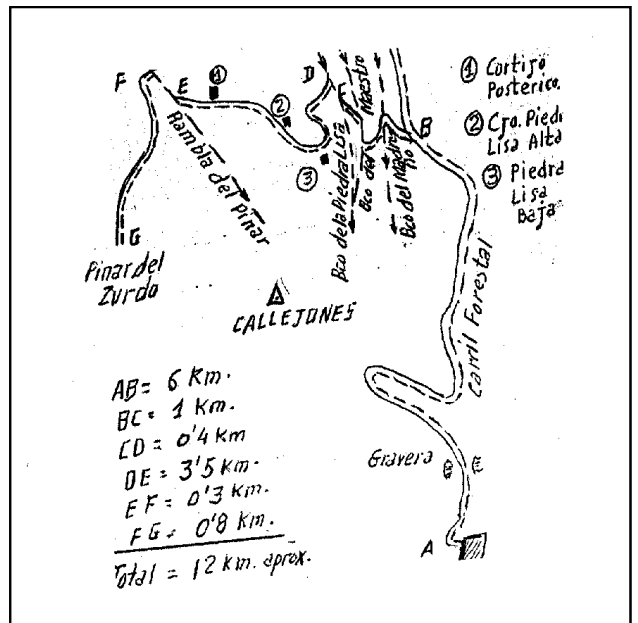 F
E
①
D
②
③
① Cortijo
Posterico.
② Cjo. Piedr
Lisa Alta
③ Piedra
Lisa
Baja
B
Rambla del Pinar
Bco de la Piedra Lisa
Bco del Maestro
Bco del
G
Pinar del
Zurdo
CALLEJONES
Carril Forestal
AB= 6 Km.
BC= 1 Km.
CD= 0'4 Km
DE= 3'5 Km.
EF= 0'3 Km.
FG= 0'8 Km.
Total = 12 Km. aprox.
Gravera
A